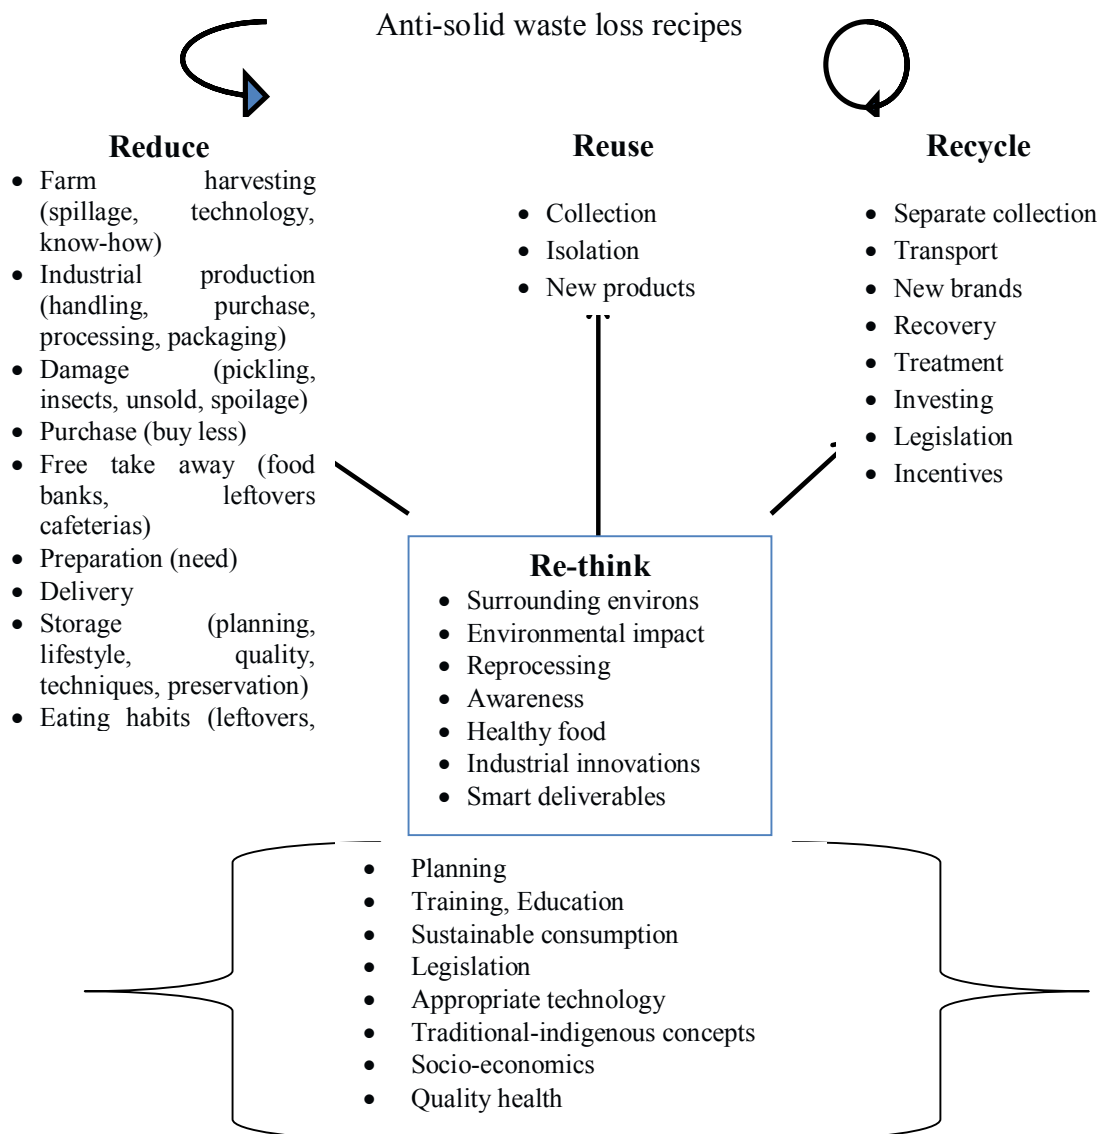 Anti-solid waste loss recipes
Reduce
• Farm harvesting
(spillage, technology,
know-how)
• Industrial production
(handling, purchase,
processing, packaging)
• Damage (pickling,
insects, unsold, spoilage)
• Purchase (buy less)
• Free take away (food
banks, leftovers
cafeterias)
• Preparation (need)
• Delivery
• Storage (planning,
lifestyle, quality,
techniques, preservation)
• Eating habits (leftovers,
Reuse
• Collection
• Isolation
• New products
Recycle
• Separate collection
• Transport
• New brands
• Recovery
• Treatment
• Investing
• Legislation
• Incentives
Re-think
• Surrounding environs
• Environmental impact
• Reprocessing
• Awareness
• Healthy food
• Industrial innovations
• Smart deliverables
• Planning
• Training, Education
• Sustainable consumption
• Legislation
• Appropriate technology
• Traditional-indigenous concepts
• Socio-economics
• Quality health